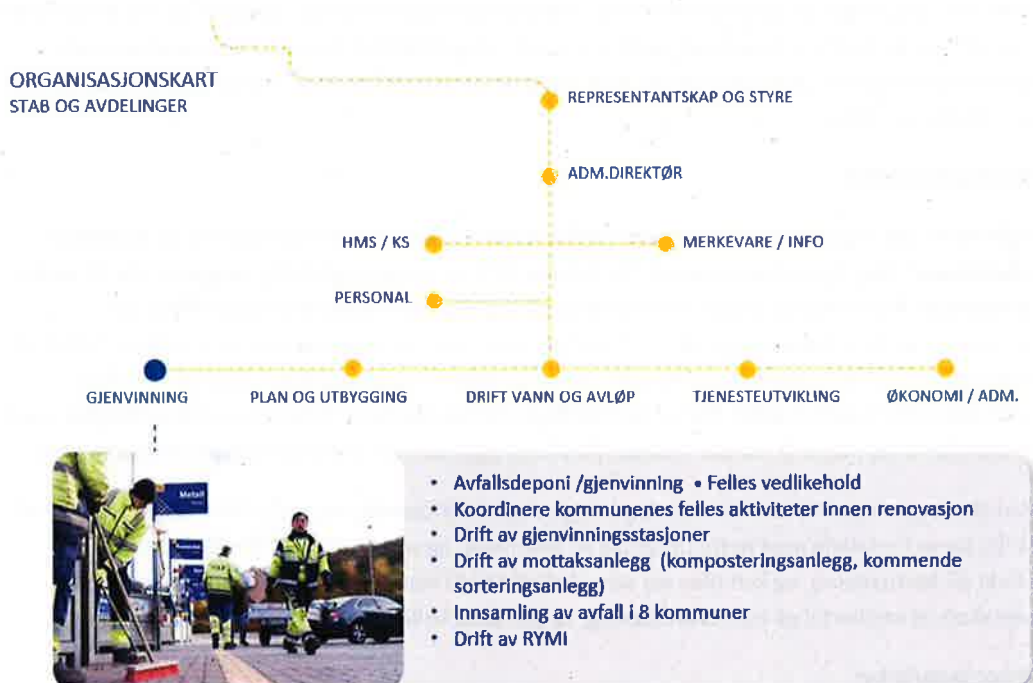 ORGANISASJONSKART
STAB OG AVDELINGER
REPRESENTANTSKAP OG STYRE
ADM.DIREKTØR
HMS / KS
MERKEVARE / INFO
PERSONAL
GJENVINNING
PLAN OG UTBYGGING
DRIFT VANN OG AVLØP
TJENESTEUTVIKLING
ØKONOMI / ADM.
Metall
• Avfallsdeponi /gjenvinning • Felles vedlikehold
• Koordinere kommunenes felles aktiviteter innen renovasjon
• Drift av gjenvinningsstasjoner
• Drift av mottaksanlegg (komposteringsanlegg, kommende
sorteringsanlegg)
• Innsamling av avfall i 8 kommuner
• Drift av RYMI